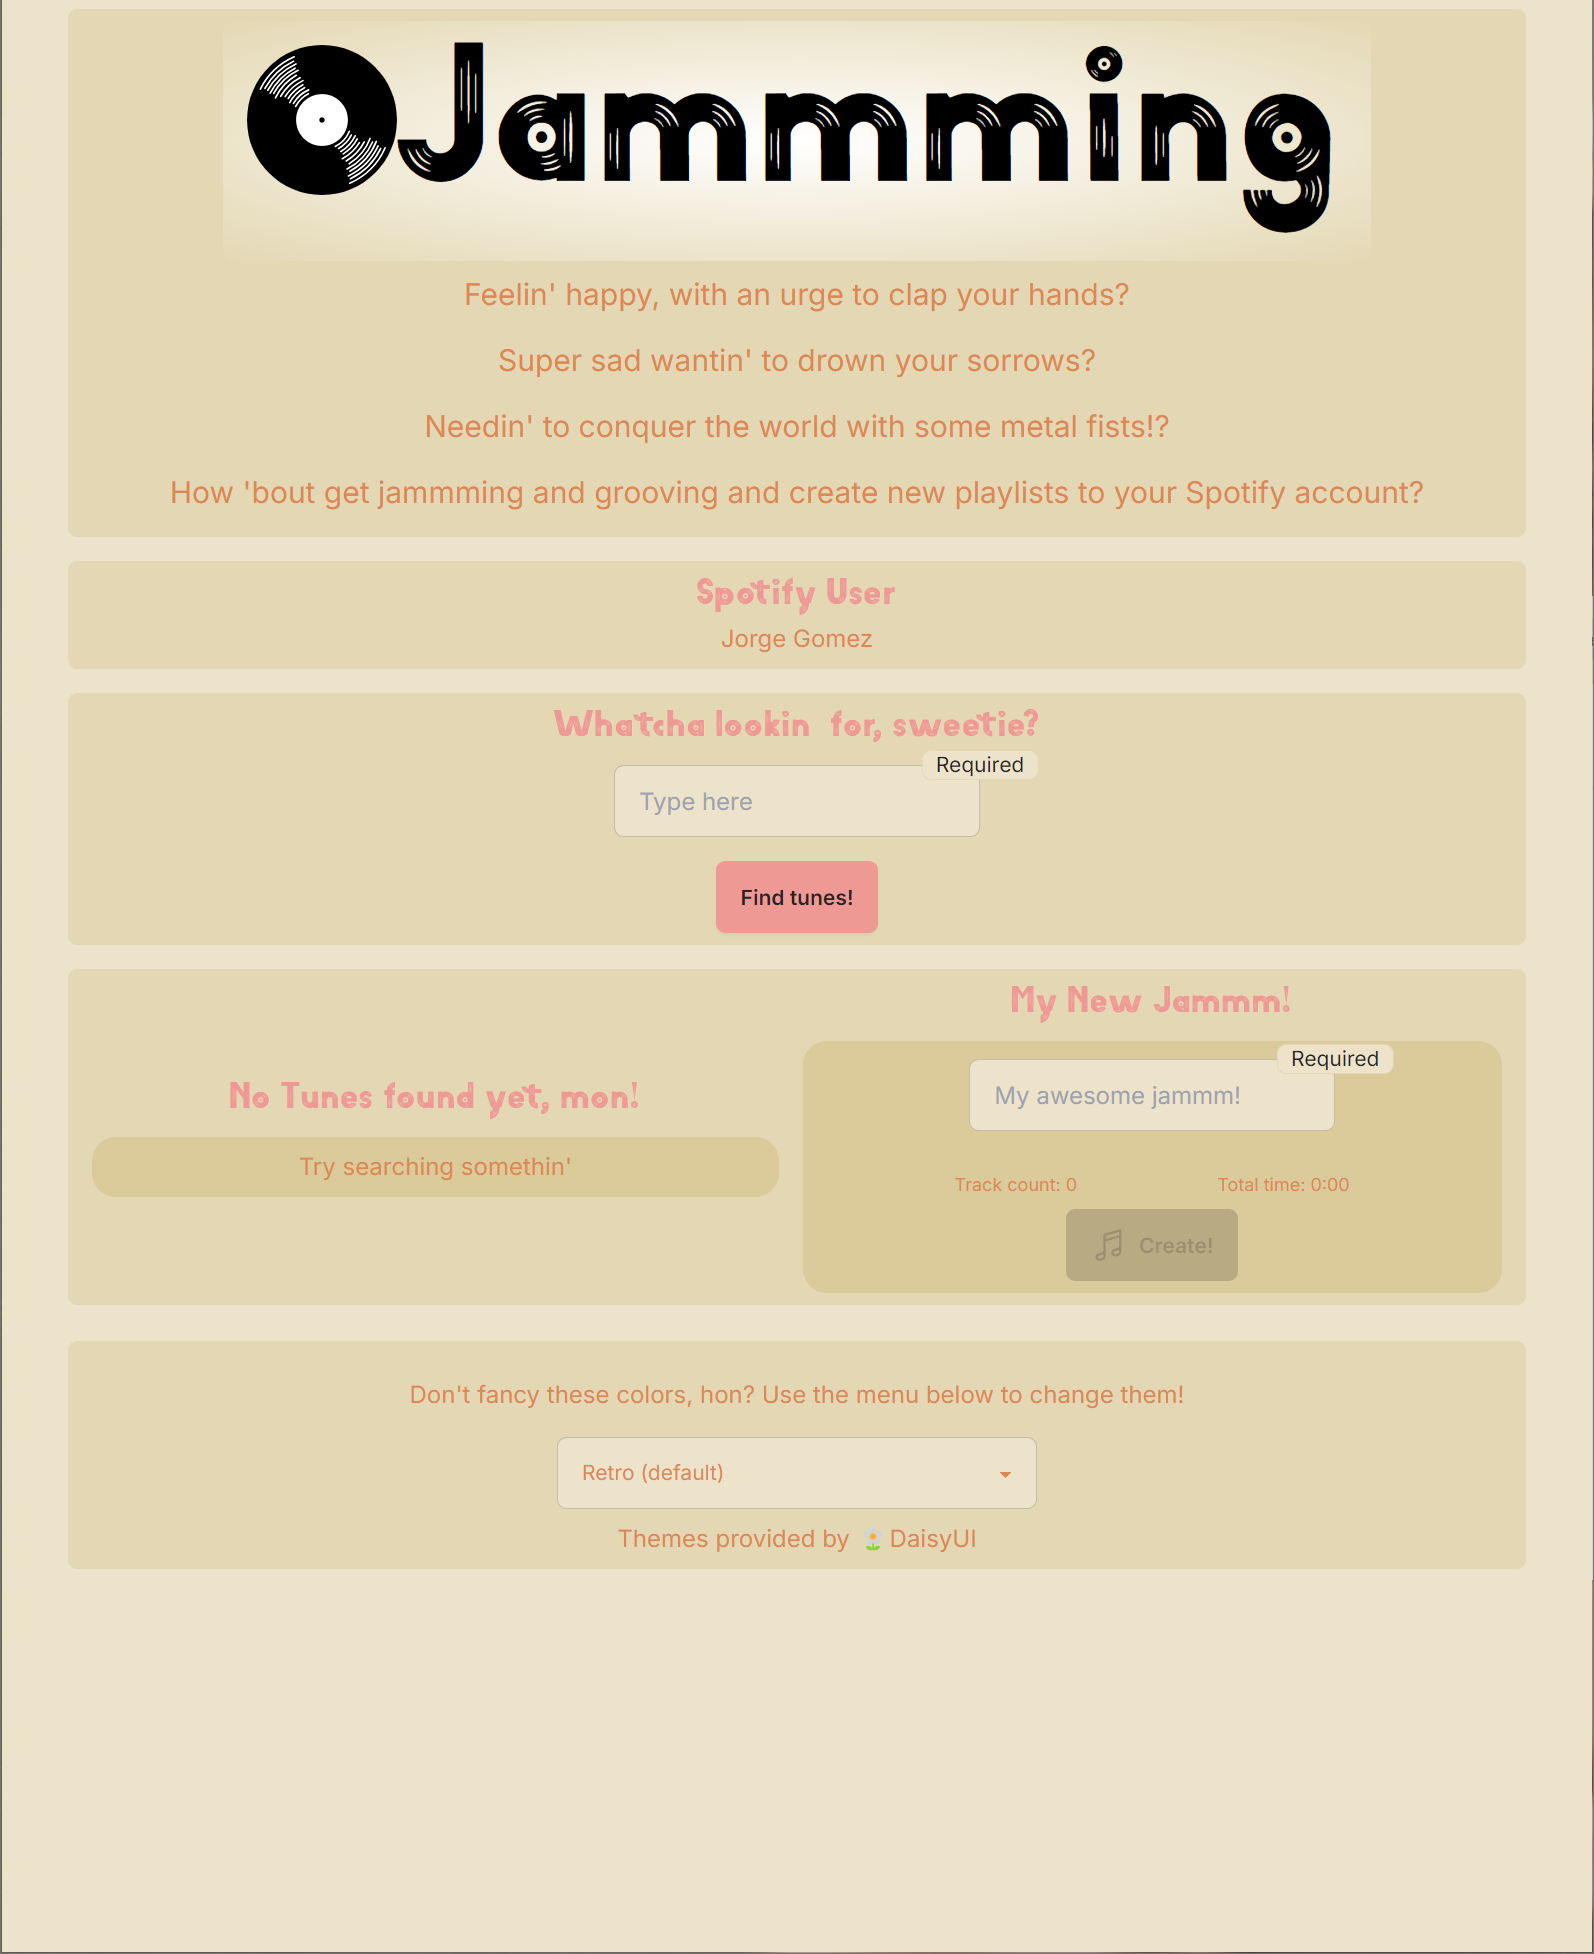 Jammming
Feelin' happy, with an urge to clap your hands?
Super sad wantin' to drown your sorrows?
Needin' to conquer the world with some metal fists!?
How 'bout get jammming and grooving and create new playlists to your Spotify account?
Spotify User
Jorge Gomez
Whatcha lookin for, sweetie?
Required
Type here
Find tunes!
No Tunes found yet, mon!
Try searching somethin'
My New Jammm!
Required
My awesome jammm!
Track count: 0 Total time: 0:00
Create!
Don't fancy these colors, hon? Use the menu below to change them!
Retro (default)
Themes provided by 🌼 DaisyUI